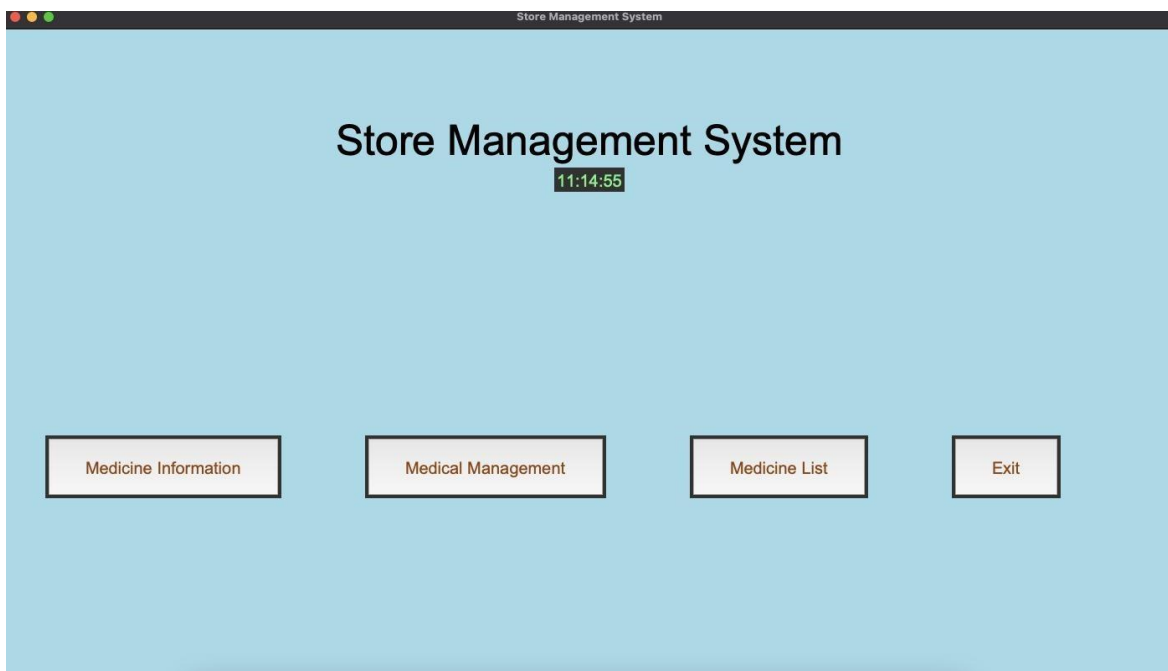 Store Management System
Store Management System
11:14:55
Medicine Information Medical Management Medicine List Exit